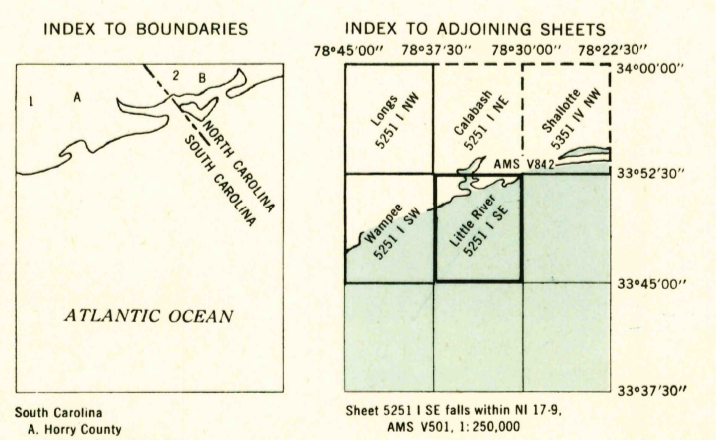 INDEX TO BOUNDARIES
1
A
2
B
NORTH CAROLINA
SOUTH CAROLINA
ATLANTIC OCEAN
South Carolina
A. Horry County
INDEX TO ADJOINING SHEETS
78°45'00" 78°37'30" 78°30'00" 78°22'30"
34°00'00"
Longs
5251 I NW
Calabash
5251 I NE
Shallotte
5351 IV NW
AMS V842
33°52'30"
Wampee
5251 I SW
Little River
5251 I SE
33°45'00"
33°37'30"
Sheet 5251 I SE falls within NI 17-9,
AMS V501, 1:250,000